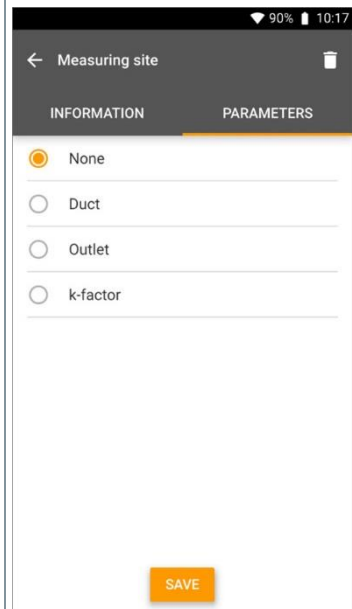 90% 10:17
Measuring site
INFORMATION PARAMETERS
None
Duct
Outlet
k-factor
SAVE